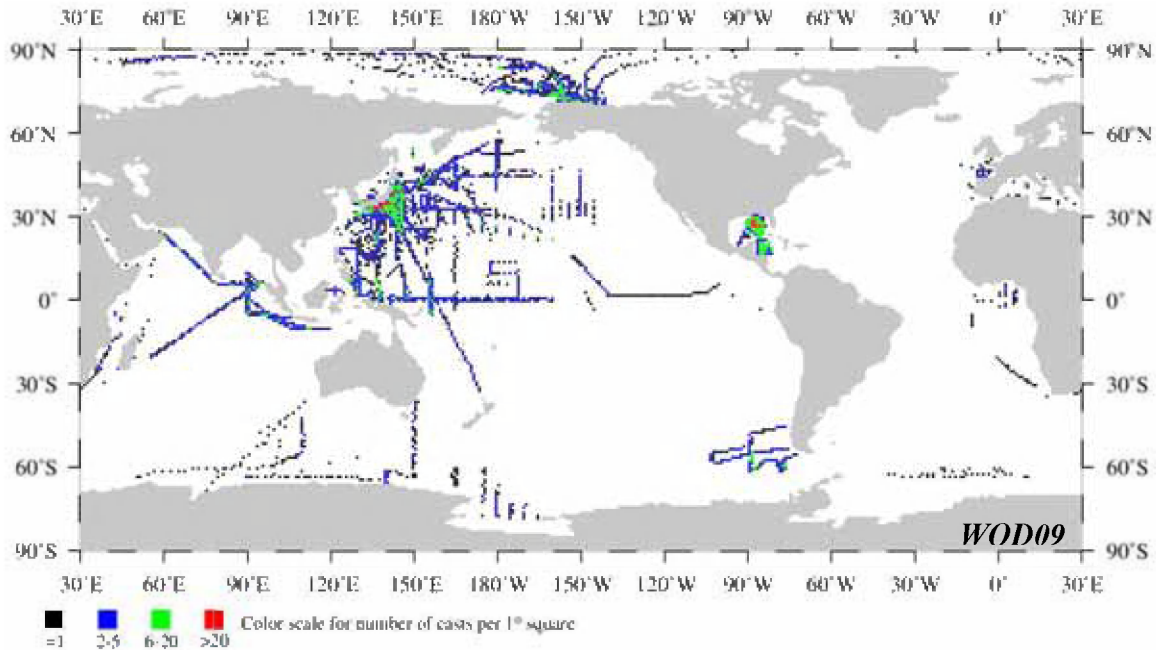 30°E 60°E 90°E 120°E 150°E 180°W 150°W 120°W 90°W 60°W 30°W 0° 30°E
90°N 90°N
60°N 60°N
30°N 30°N
0° 0°
30°S 30°S
60°S 60°S
WOD09
90°S 90°S
30°E 60°E 90°E 120°E 150°E 180°W 150°W 120°W 90°W 60°W 30°W 0° 30°E
Color scale for number of casts per 1° square
=1 2-5 6-20 >20